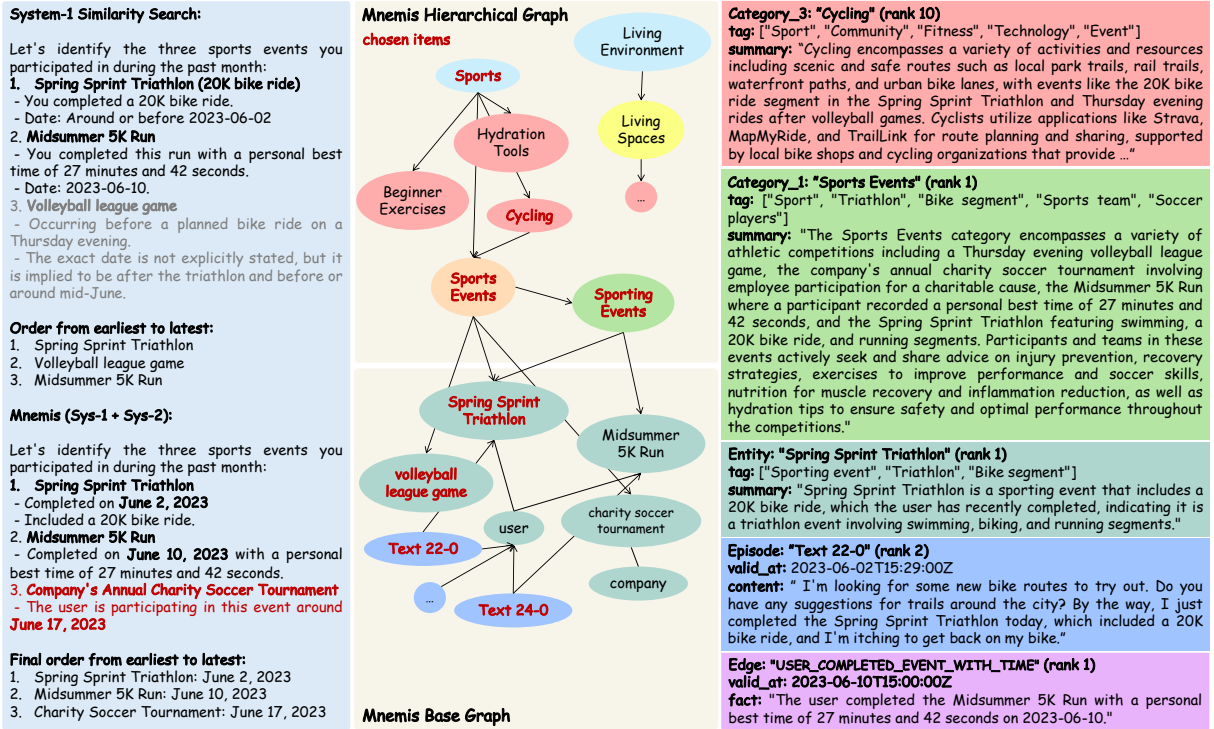 System-1 Similarity Search:
Let's identify the three sports events you
participated in during the past month:
1. Spring Sprint Triathlon (20K bike ride)
- You completed a 20K bike ride.
- Date: Around or before 2023-06-02
2. Midsummer 5K Run
- You completed this run with a personal best
time of 27 minutes and 42 seconds.
- Date: 2023-06-10.
3. Volleyball league game
- Occurring before a planned bike ride on a
Thursday evening.
- The exact date is not explicitly stated, but it
is implied to be after the triathlon and before or
around mid-June.
Order from earliest to latest:
1. Spring Sprint Triathlon
2. Volleyball league game
3. Midsummer 5K Run
Mnemis (Sys-1 + Sys-2):
Let's identify the three sports events you
participated in during the past month:
1. Spring Sprint Triathlon
- Completed on June 2, 2023
- Included a 20K bike ride.
2. Midsummer 5K Run
- Completed on June 10, 2023 with a personal
best time of 27 minutes and 42 seconds.
3. Company's Annual Charity Soccer Tournament
- The user is participating in this event around
June 17, 2023
Final order from earliest to latest:
1. Spring Sprint Triathlon: June 2, 2023
2. Midsummer 5K Run: June 10, 2023
3. Charity Soccer Tournament: June 17, 2023
Mnemis Hierarchical Graph
chosen items
Living
Environment
Sports
Hydration
Tools
Living
Spaces
Beginner
Exercises
Cycling
...
Sports
Events
Sporting
Events
Spring Sprint
Triathlon
Midsummer
5K Run
volleyball
league game
user
charity soccer
tournament
Text 22-0
company
...
Text 24-0
Mnemis Base Graph
Category_3: "Cycling" (rank 10)
tag: ["Sport", "Community", "Fitness", "Technology", "Event"]
summary: "Cycling encompasses a variety of activities and resources
including scenic and safe routes such as local park trails, rail trails,
waterfront paths, and urban bike lanes, with events like the 20K bike
ride segment in the Spring Sprint Triathlon and Thursday evening
rides after volleyball games. Cyclists utilize applications like Strava,
MapMyRide, and TrailLink for route planning and sharing, supported
by local bike shops and cycling organizations that provide …"
Category_1: "Sports Events" (rank 1)
tag: ["Sport", "Triathlon", "Bike segment", "Sports team", "Soccer
players"]
summary: "The Sports Events category encompasses a variety of
athletic competitions including a Thursday evening volleyball league
game, the company's annual charity soccer tournament involving
employee participation for a charitable cause, the Midsummer 5K Run
where a participant recorded a personal best time of 27 minutes and
42 seconds, and the Spring Sprint Triathlon featuring swimming, a
20K bike ride, and running segments. Participants and teams in these
events actively seek and share advice on injury prevention, recovery
strategies, exercises to improve performance and soccer skills,
nutrition for muscle recovery and inflammation reduction, as well as
hydration tips to ensure safety and optimal performance throughout
the competitions."
Entity: "Spring Sprint Triathlon" (rank 1)
tag: ["Sporting event", "Triathlon", "Bike segment"]
summary: "Spring Sprint Triathlon is a sporting event that includes a
20K bike ride, which the user has recently completed, indicating it is
a triathlon event involving swimming, biking, and running segments."
Episode: "Text 22-0" (rank 2)
valid_at: 2023-06-02T15:29:00Z
content: " I'm looking for some new bike routes to try out. Do you
have any suggestions for trails around the city? By the way, I just
completed the Spring Sprint Triathlon today, which included a 20K
bike ride, and I'm itching to get back on my bike."
Edge: "USER_COMPLETED_EVENT_WITH_TIME" (rank 1)
valid_at: 2023-06-10T15:00:00Z
fact: "The user completed the Midsummer 5K Run with a personal
best time of 27 minutes and 42 seconds on 2023-06-10."